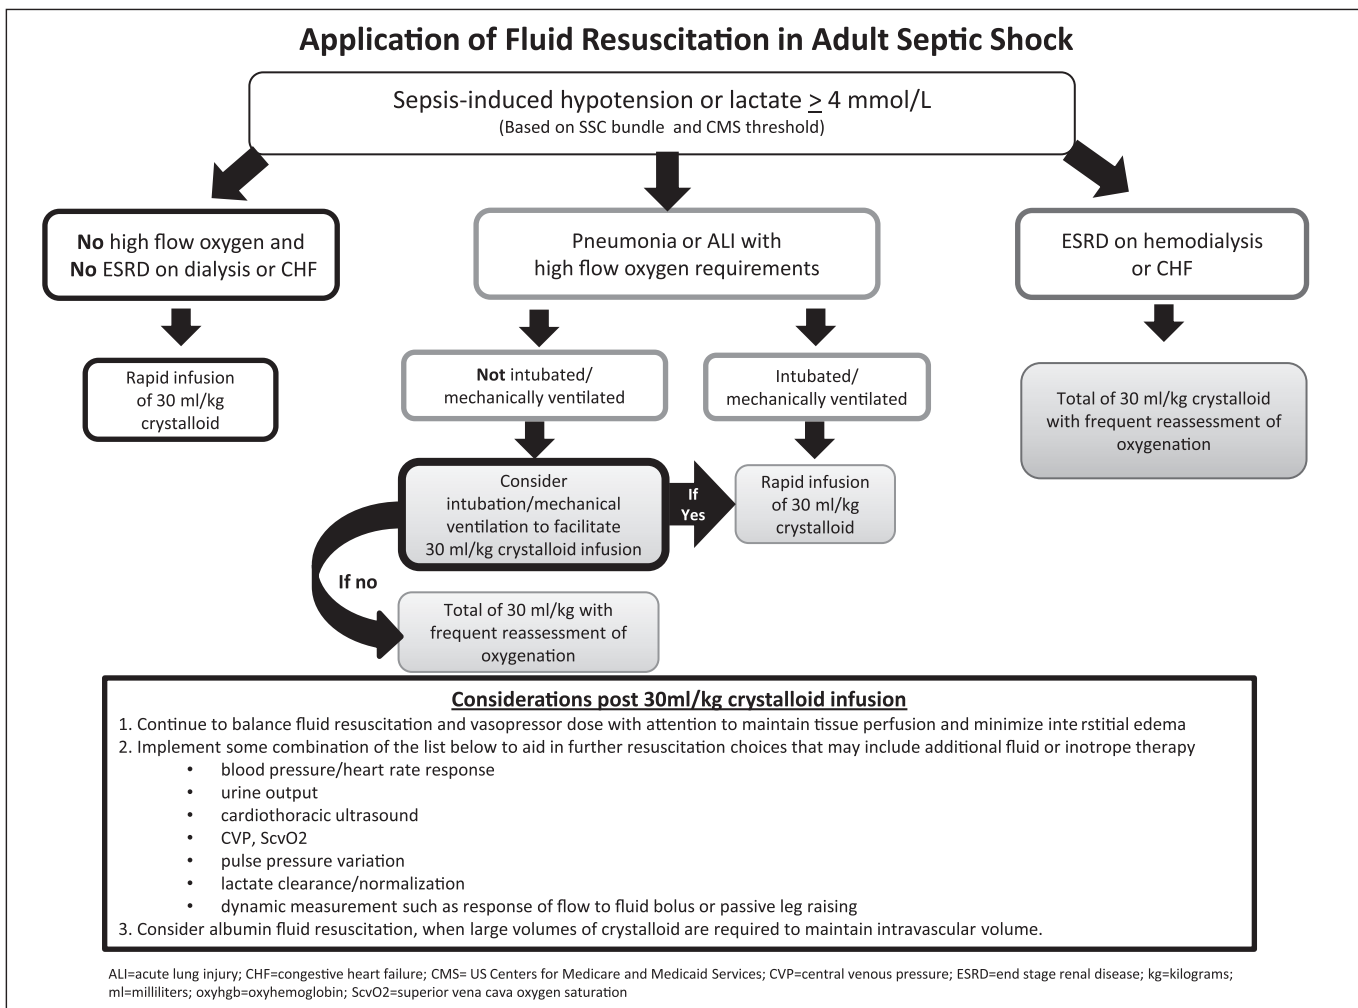 Application of Fluid Resuscitation in Adult Septic Shock
Sepsis-induced hypotension or lactate ≥ 4 mmol/L
(Based on SSC bundle and CMS threshold)
No high flow oxygen and
No ESRD on dialysis or CHF
Pneumonia or ALI with
high flow oxygen requirements
ESRD on hemodialysis
or CHF
Rapid infusion
of 30 ml/kg
crystalloid
Not intubated/
mechanically ventilated
Intubated/
mechanically ventilated
Total of 30 ml/kg crystalloid
with frequent reassessment of
oxygenation
Consider
intubation/mechanical
ventilation to facilitate
30 ml/kg crystalloid infusion
If
Yes
Rapid infusion
of 30 ml/kg
crystalloid
If no
Total of 30 ml/kg with
frequent reassessment of
oxygenation
Considerations post 30ml/kg crystalloid infusion
1. Continue to balance fluid resuscitation and vasopressor dose with attention to maintain tissue perfusion and minimize inte rstitial edema
2. Implement some combination of the list below to aid in further resuscitation choices that may include additional fluid or inotrope therapy
• blood pressure/heart rate response
• urine output
• cardiothoracic ultrasound
• CVP, ScvO2
• pulse pressure variation
• lactate clearance/normalization
• dynamic measurement such as response of flow to fluid bolus or passive leg raising
3. Consider albumin fluid resuscitation, when large volumes of crystalloid are required to maintain intravascular volume.
ALI=acute lung injury; CHF=congestive heart failure; CMS= US Centers for Medicare and Medicaid Services; CVP=central venous pressure; ESRD=end stage renal disease; kg=kilograms;
ml=milliliters; oxyhgb=oxyhemoglobin; ScvO2=superior vena cava oxygen saturation